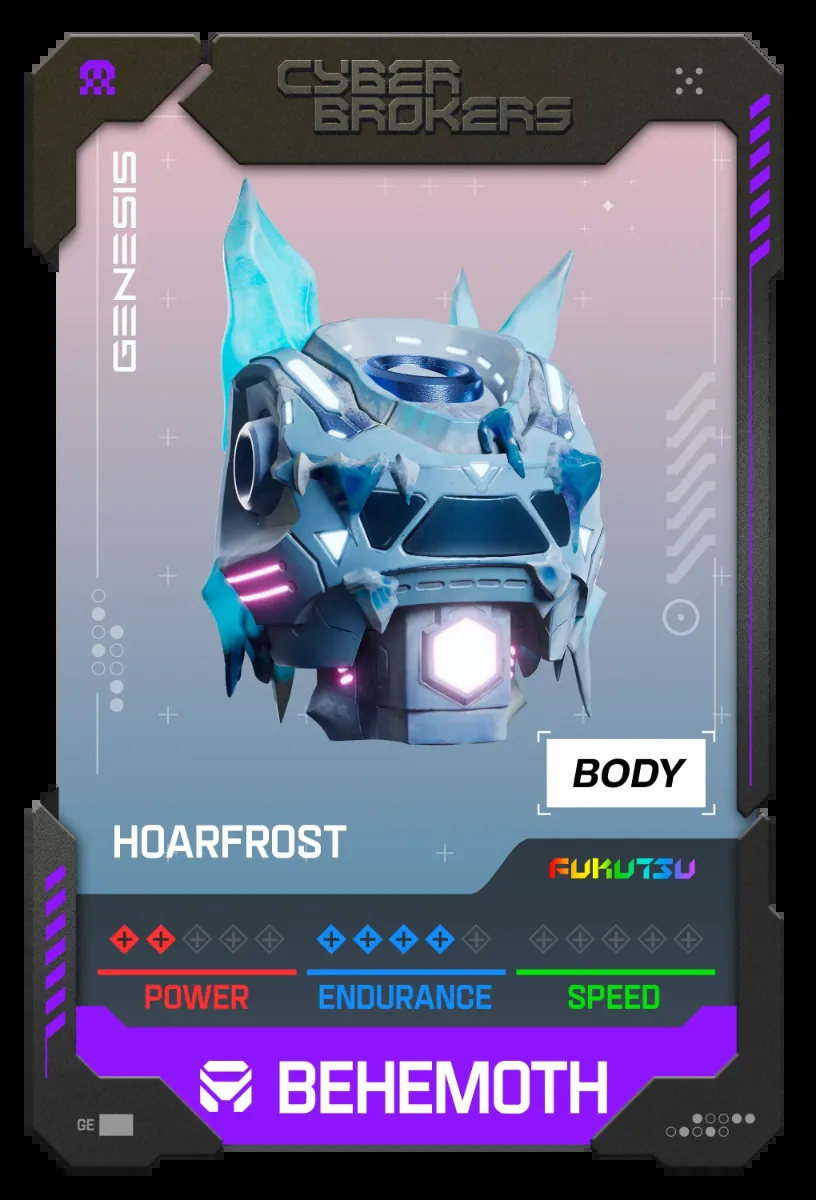 CYBER
BROKERS
GENESIS
BODY
HOARFROST
FUKUTSU
POWER
ENDURANCE
SPEED
BEHEMOTH
GE